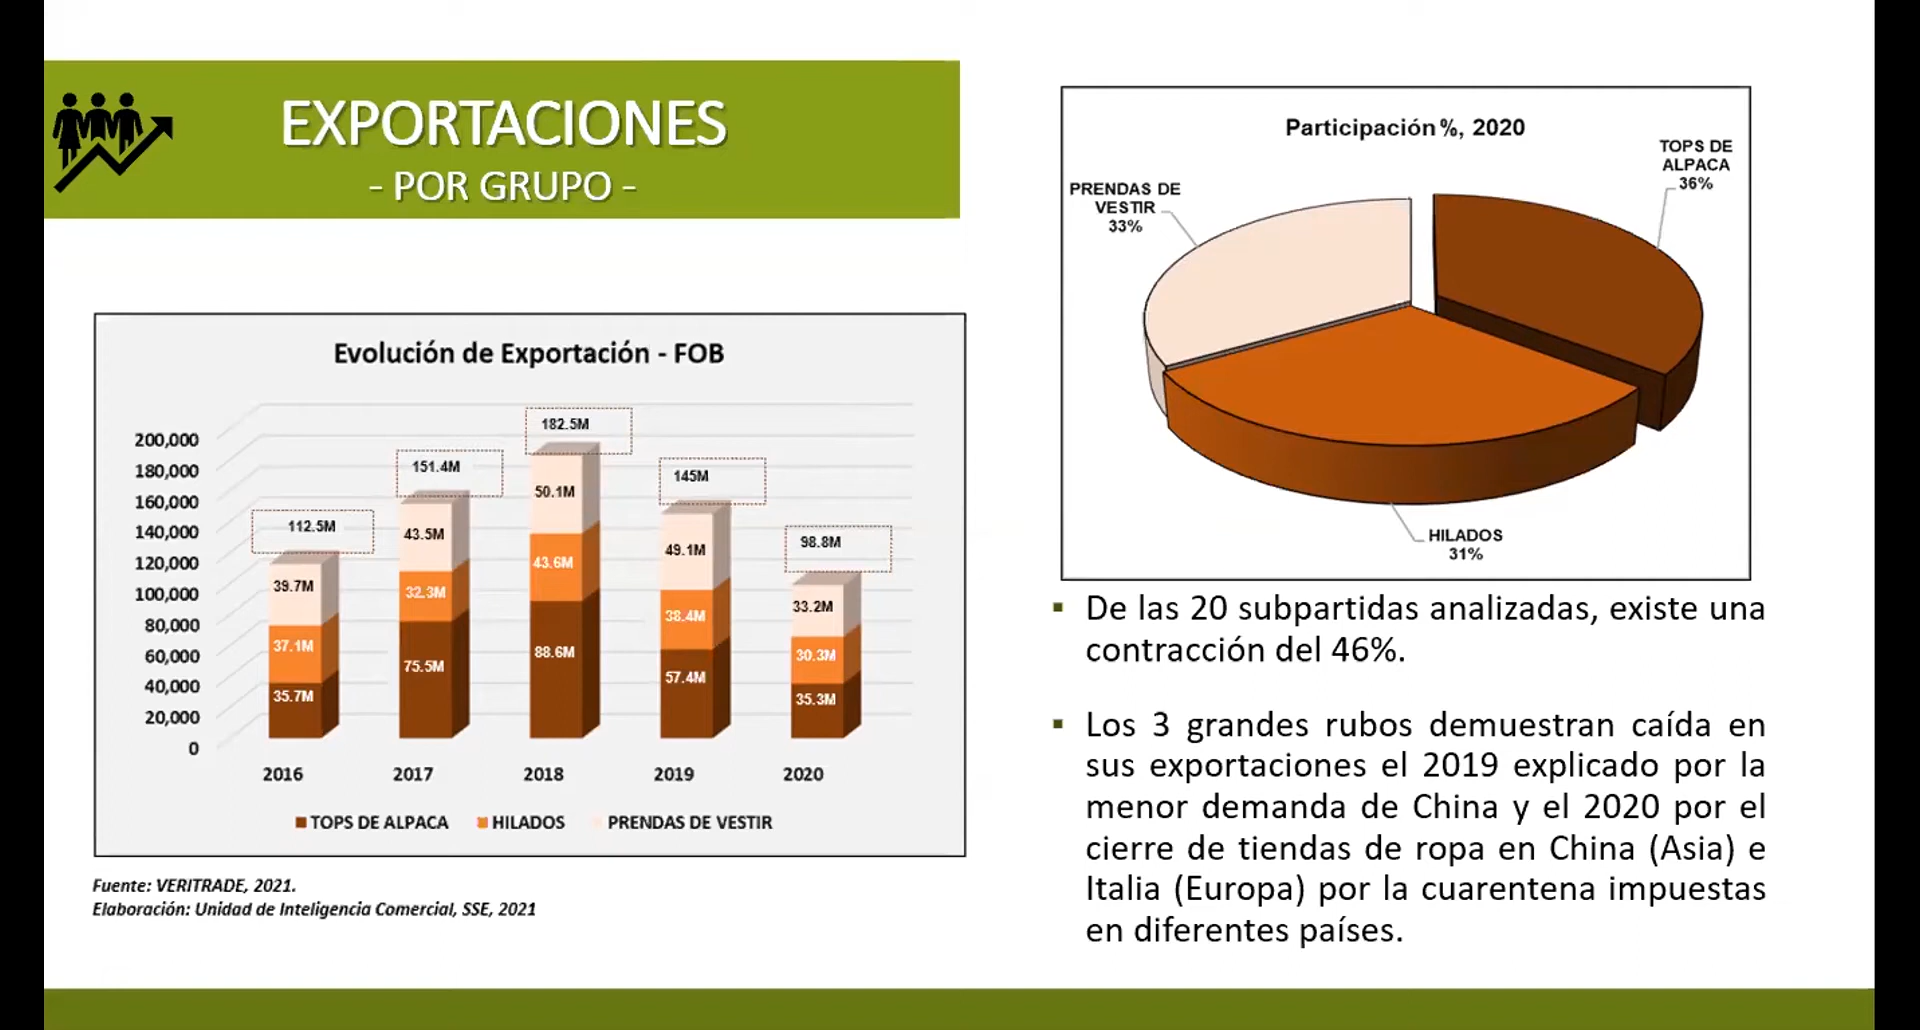 EXPORTACIONES
- POR GRUPO -
Evolución de Exportación - FOB
200,000
180,000
160,000
140,000
120,000
100,000
80,000
60,000
40,000
20,000
0
112.5M
39.7M
37.1M
35.7M
151.4M
43.5M
32.3M
75.5M
182.5M
50.1M
43.6M
88.6M
145M
49.1M
38.4M
57.4M
98.8M
33.2M
30.3M
35.3M
2016 2017 2018 2019 2020
TOPS DE ALPACA HILADOS PRENDAS DE VESTIR
Fuente: VERITRADE, 2021.
Elaboración: Unidad de Inteligencia Comercial, SSE, 2021
Participación %, 2020
TOPS DE
ALPACA
36%
PRENDAS DE
VESTIR
33%
HILADOS
31%
▪ De las 20 subpartidas analizadas, existe una
contracción del 46%.
▪ Los 3 grandes rubos demuestran caída en
sus exportaciones el 2019 explicado por la
menor demanda de China y el 2020 por el
cierre de tiendas de ropa en China (Asia) e
Italia (Europa) por la cuarentena impuestas
en diferentes países.